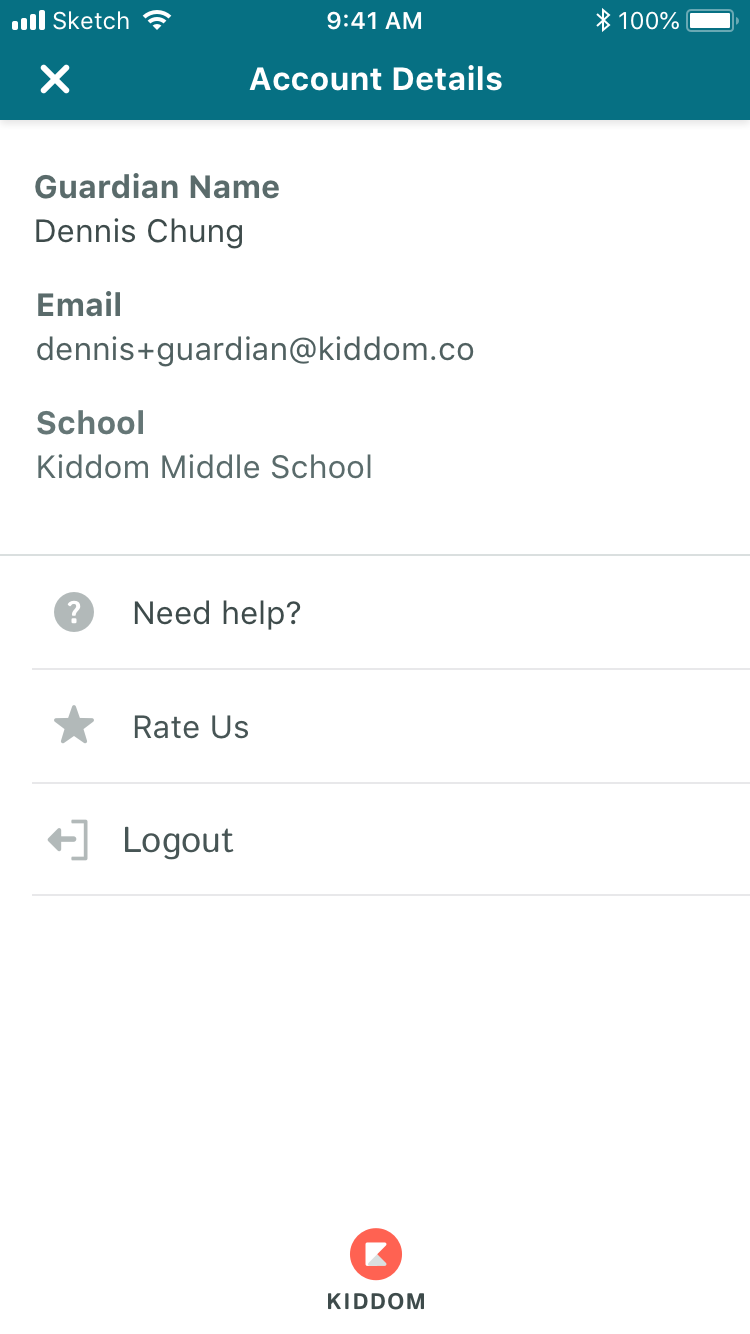 Sketch 9:41 AM 100%
Account Details
Guardian Name
Dennis Chung
Email
dennis+guardian@kiddom.co
School
Kiddom Middle School
? Need help?
Rate Us
Logout
KIDDOM